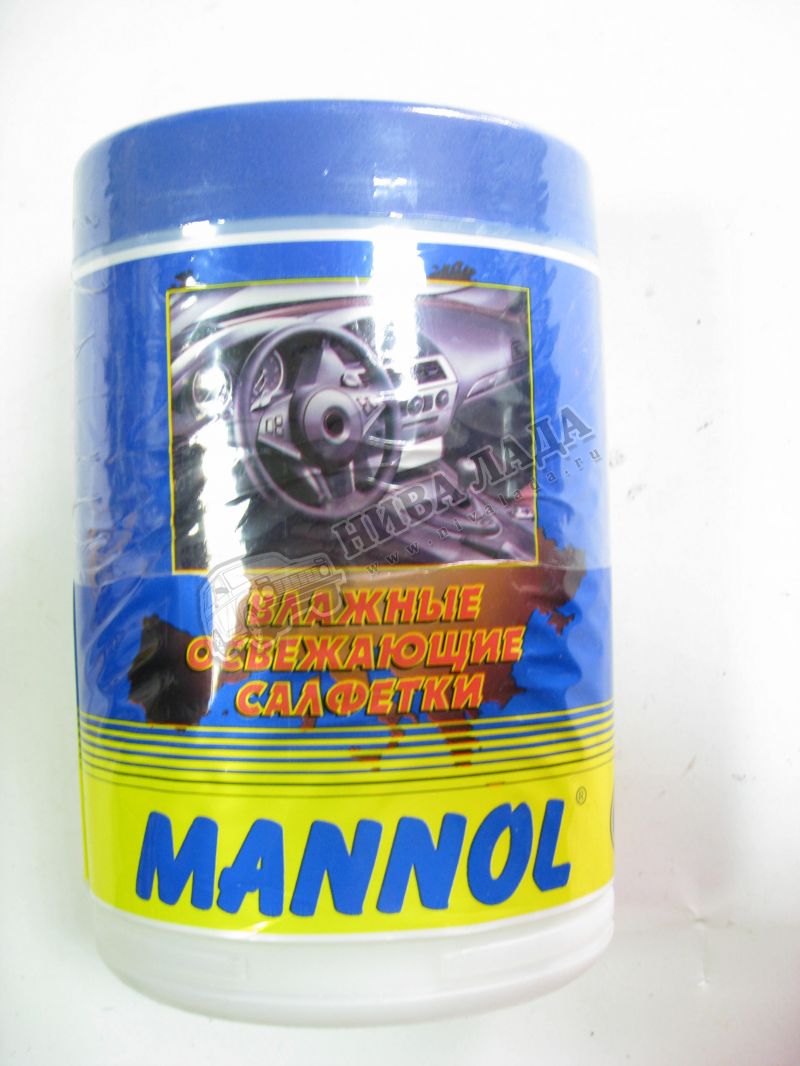 НИВА ЛАДА
www.nivalada.ru
ВЛАЖНЫЕ
ОСВЕЖАЮЩИЕ
САЛФЕТКИ
MANNOL®